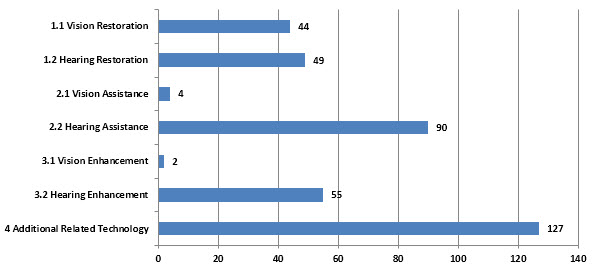 1.1 Vision Restoration 44
1.2 Hearing Restoration 49
2.1 Vision Assistance 4
2.2 Hearing Assistance 90
3.1 Vision Enhancement 2
3.2 Hearing Enhancement 55
4 Additional Related Technology 127
0 20 40 60 80 100 120 140